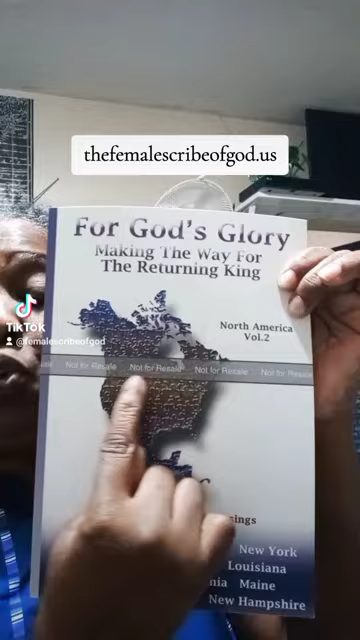 thefemalescribeofgod.us
For God's Glory
Making The Way For
The Returning King
North America
Vol.2
Not for Resale Not for Resale Not for Resale Not for Resale
TikTok
@femalescribeofgod
New York
Louisiana
Maine
New Hampshire